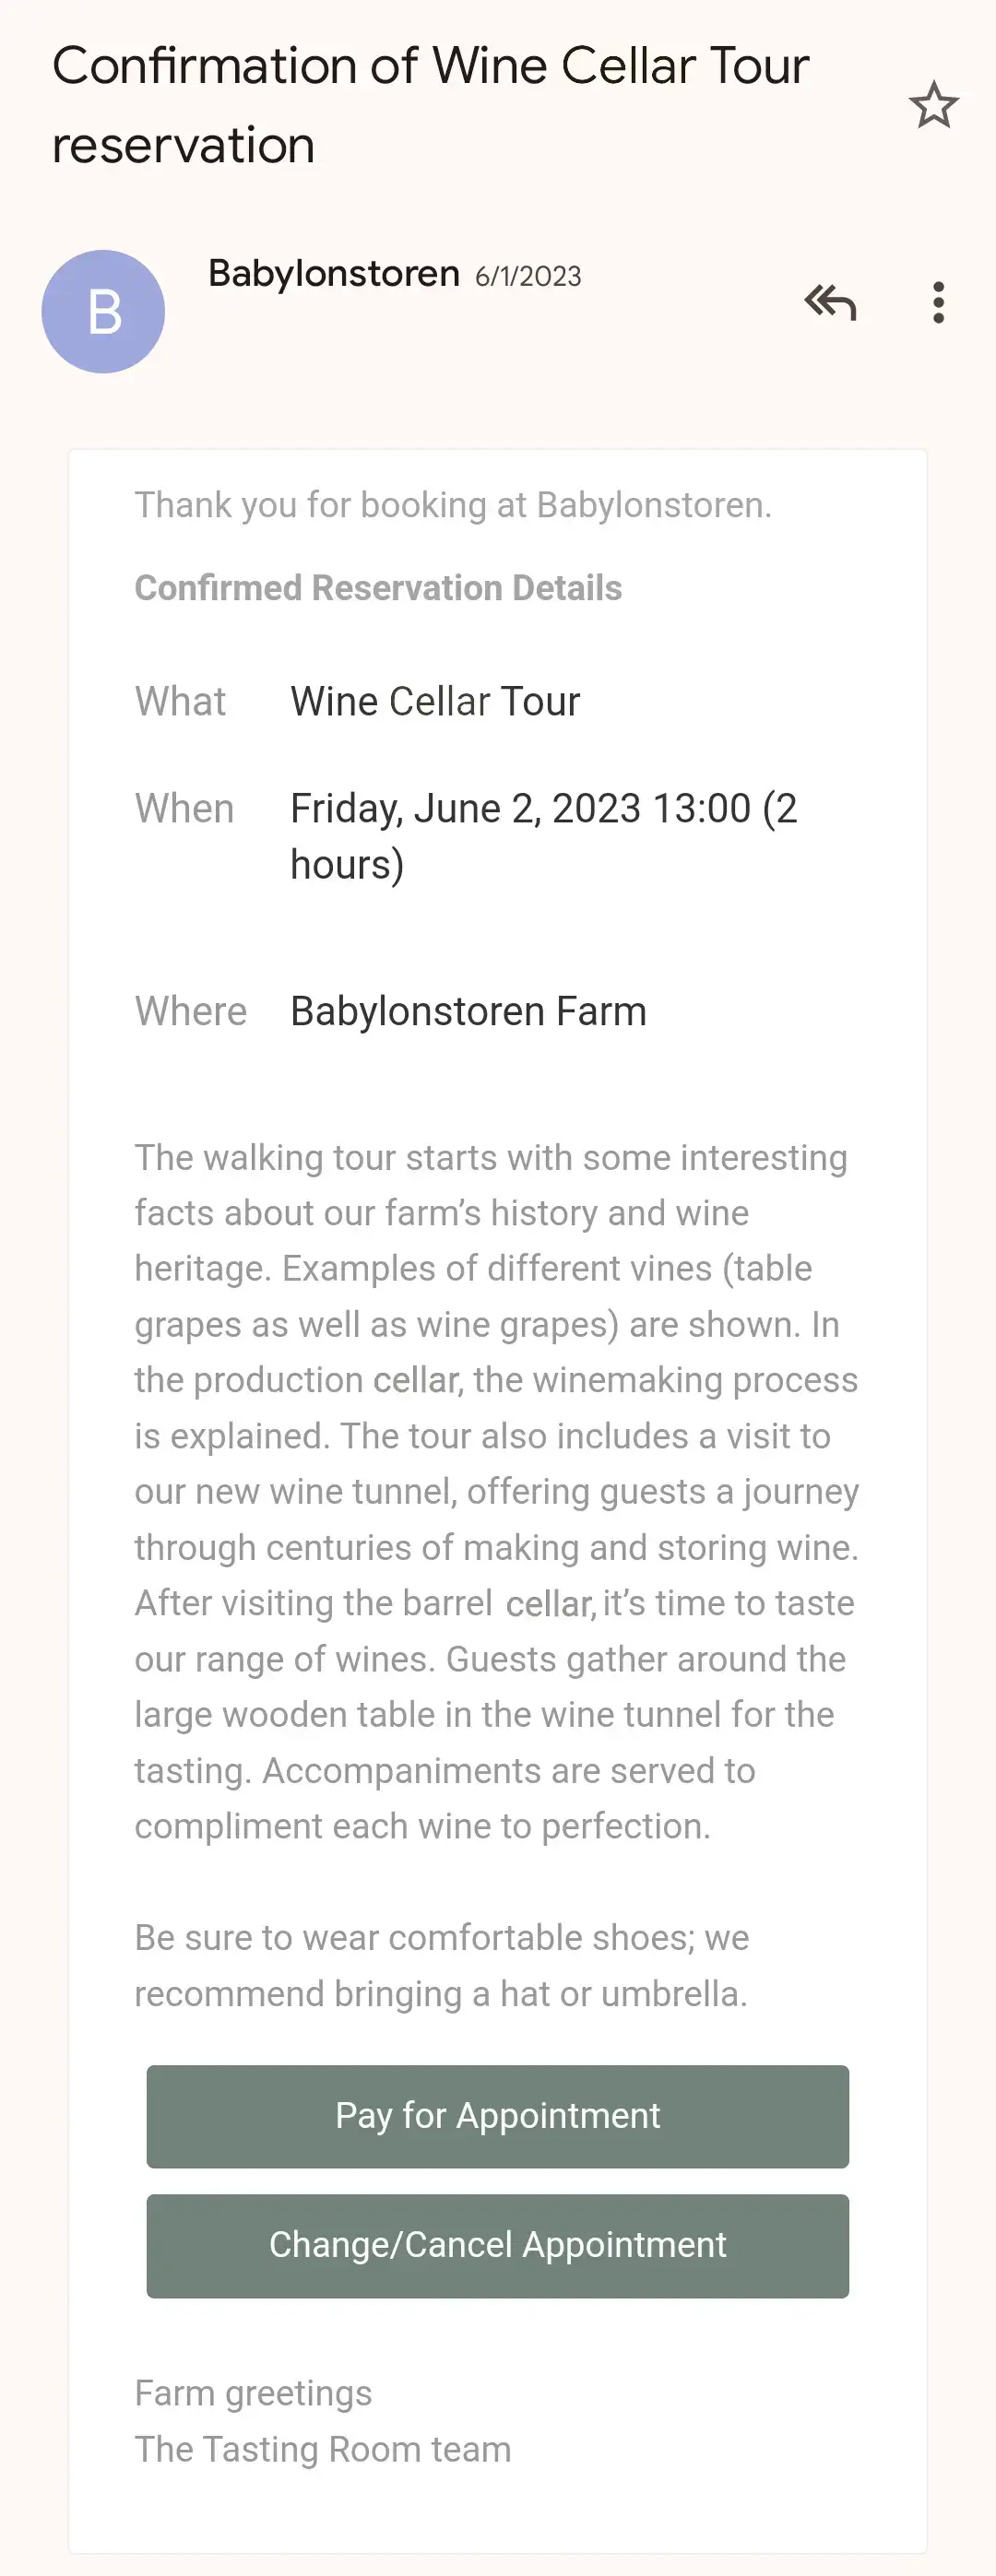 Confirmation of Wine Cellar Tour
reservation
B
Babylonstoren 6/1/2023
Thank you for booking at Babylonstoren.
Confirmed Reservation Details
What Wine Cellar Tour
When Friday, June 2, 2023 13:00 (2
hours)
Where Babylonstoren Farm
The walking tour starts with some interesting
facts about our farm’s history and wine
heritage. Examples of different vines (table
grapes as well as wine grapes) are shown. In
the production cellar, the winemaking process
is explained. The tour also includes a visit to
our new wine tunnel, offering guests a journey
through centuries of making and storing wine.
After visiting the barrel cellar, it’s time to taste
our range of wines. Guests gather around the
large wooden table in the wine tunnel for the
tasting. Accompaniments are served to
compliment each wine to perfection.
Be sure to wear comfortable shoes; we
recommend bringing a hat or umbrella.
Pay for Appointment
Change/Cancel Appointment
Farm greetings
The Tasting Room team